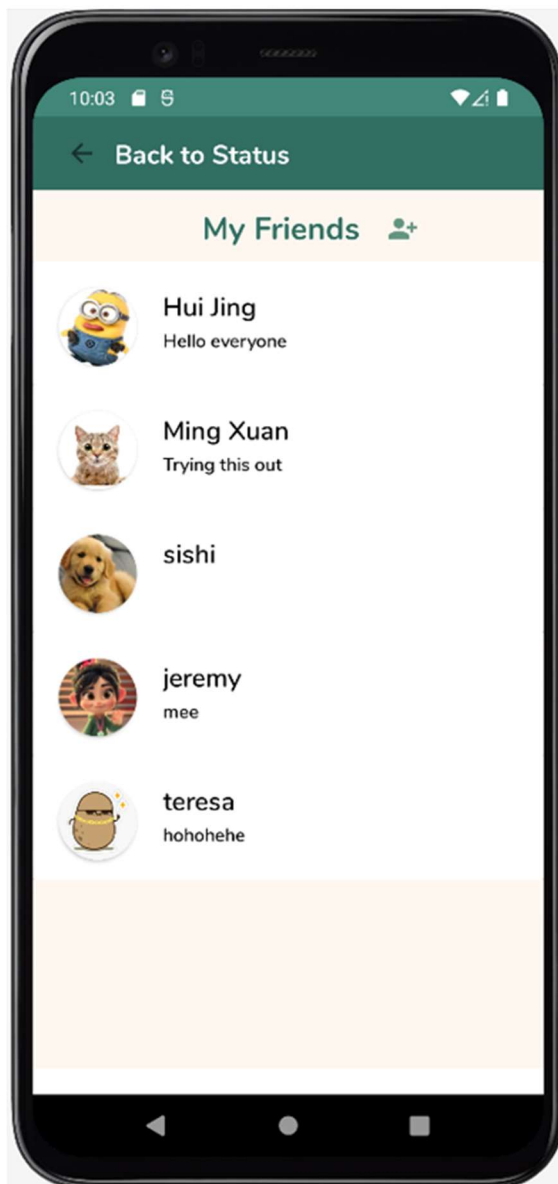 10:03
Back to Status
My Friends
Hui Jing
Hello everyone
Ming Xuan
Trying this out
sishi
jeremy
mee
teresa
hohohehe